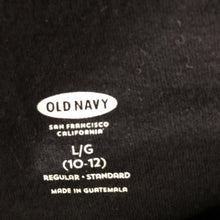 OLD NAVY
SAN FRANCISCO
CALIFORNIA
L/G
(10-12)
REGULAR • STANDARD
MADE IN GUATEMALA